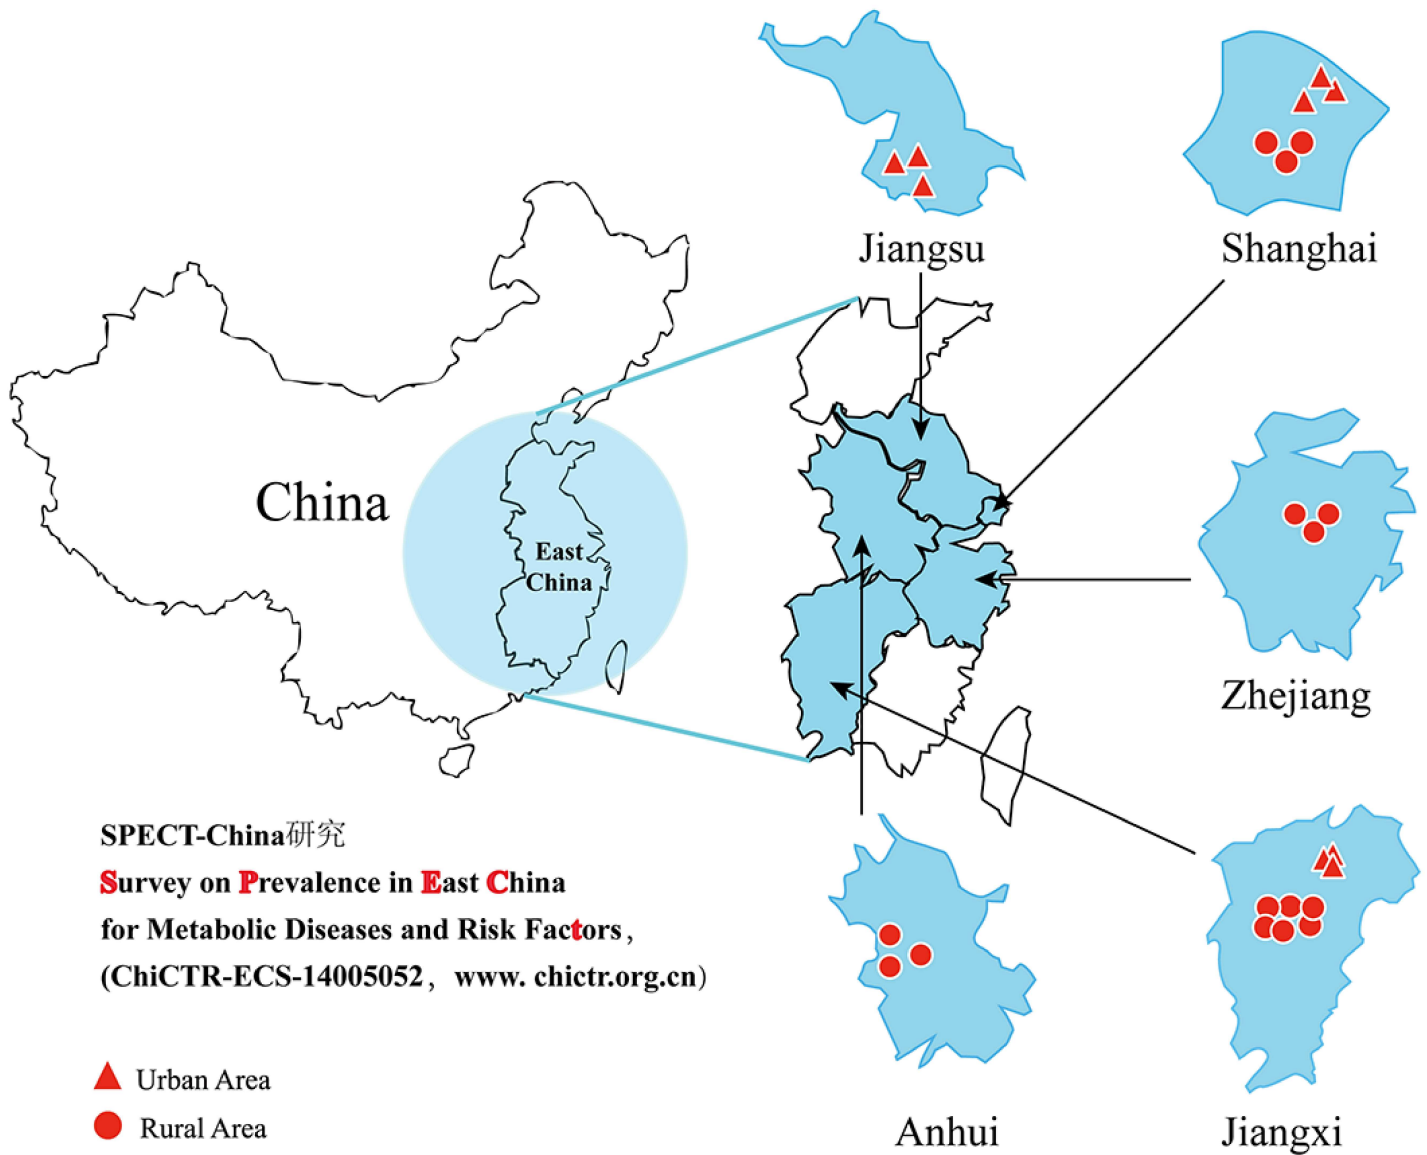 Jiangsu
Shanghai
China
East
China
Zhejiang
SPECT-China研究
Survey on Prevalence in East China
for Metabolic Diseases and Risk Factors,
(ChiCTR-ECS-14005052, www. chictr.org.cn)
Urban Area
Rural Area
Anhui
Jiangxi